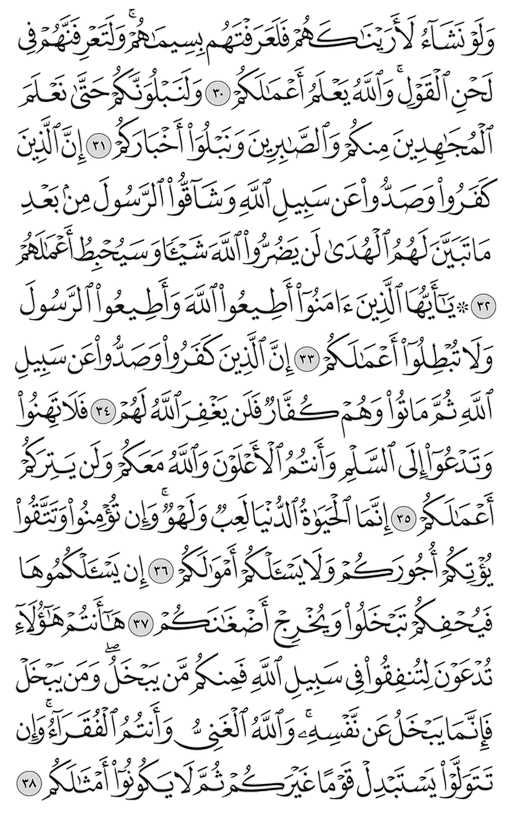 وَلَوۡ نَشَآءُ لَأَرَيۡنَٰكَهُمۡ فَلَعَرَفۡتَهُم بِسِيمَٰهُمۡۚ وَلَتَعۡرِفَنَّهُمۡ فِي
لَحۡنِ ٱلۡقَوۡلِۚ وَٱللَّهُ يَعۡلَمُ أَعۡمَٰلَكُمۡ ٣٠ وَلَنَبۡلُوَنَّكُمۡ حَتَّىٰ نَعۡلَمَ
ٱلۡمُجَٰهِدِينَ مِنكُمۡ وَٱلصَّٰبِرِينَ وَنَبۡلُوَاْ أَخۡبَارَكُمۡ ٣١ إِنَّ ٱلَّذِينَ
كَفَرُواْ وَصَدُّواْ عَن سَبِيلِ ٱللَّهِ وَشَآقُّواْ ٱلرَّسُولَ مِنۢ بَعۡدِ
مَا تَبَيَّنَ لَهُمُ ٱلۡهُدَىٰ لَن يَضُرُّواْ ٱللَّهَ شَيۡـٔٗا وَسَيُحۡبِطُ أَعۡمَٰلَهُمۡ
٣٢ ۞ يَٰٓأَيُّهَا ٱلَّذِينَ ءَامَنُوٓاْ أَطِيعُواْ ٱللَّهَ وَأَطِيعُواْ ٱلرَّسُولَ
وَلَا تُبۡطِلُوٓاْ أَعۡمَٰلَكُمۡ ٣٣ إِنَّ ٱلَّذِينَ كَفَرُواْ وَصَدُّواْ عَن سَبِيلِ
ٱللَّهِ ثُمَّ مَاتُواْ وَهُمۡ كُفَّارٞ فَلَن يَغۡفِرَ ٱللَّهُ لَهُمۡ ٣٤ فَلَا تَهِنُواْ
وَتَدۡعُوٓاْ إِلَى ٱلسَّلۡمِ وَأَنتُمُ ٱلۡأَعۡلَوۡنَ وَٱللَّهُ مَعَكُمۡ وَلَن يَتِرَكُمۡ
أَعۡمَٰلَكُمۡ ٣٥ إِنَّمَا ٱلۡحَيَوٰةُ ٱلدُّنۡيَا لَعِبٞ وَلَهۡوٞۚ وَإِن تُؤۡمِنُواْ وَتَتَّقُواْ
يُؤۡتِكُمۡ أُجُورَكُمۡ وَلَا يَسۡـَٔلۡكُمۡ أَمۡوَٰلَكُمۡ ٣٦ إِن يَسۡـَٔلۡكُمُوهَا
فَيُحۡفِكُمۡ تَبۡخَلُواْ وَيُخۡرِجۡ أَضۡغَٰنَكُمۡ ٣٧ هَٰٓأَنتُمۡ هَٰٓؤُلَآءِ
تُدۡعَوۡنَ لِتُنفِقُواْ فِي سَبِيلِ ٱللَّهِ فَمِنكُم مَّن يَبۡخَلُۖ وَمَن يَبۡخَلۡ
فَإِنَّمَا يَبۡخَلُ عَن نَّفۡسِهِۦۚ وَٱللَّهُ ٱلۡغَنِيُّ وَأَنتُمُ ٱلۡفُقَرَآءُۚ وَإِن
تَتَوَلَّوۡاْ يَسۡتَبۡدِلۡ قَوۡمًا غَيۡرَكُمۡ ثُمَّ لَا يَكُونُوٓاْ أَمۡثَٰلَكُم ٣٨